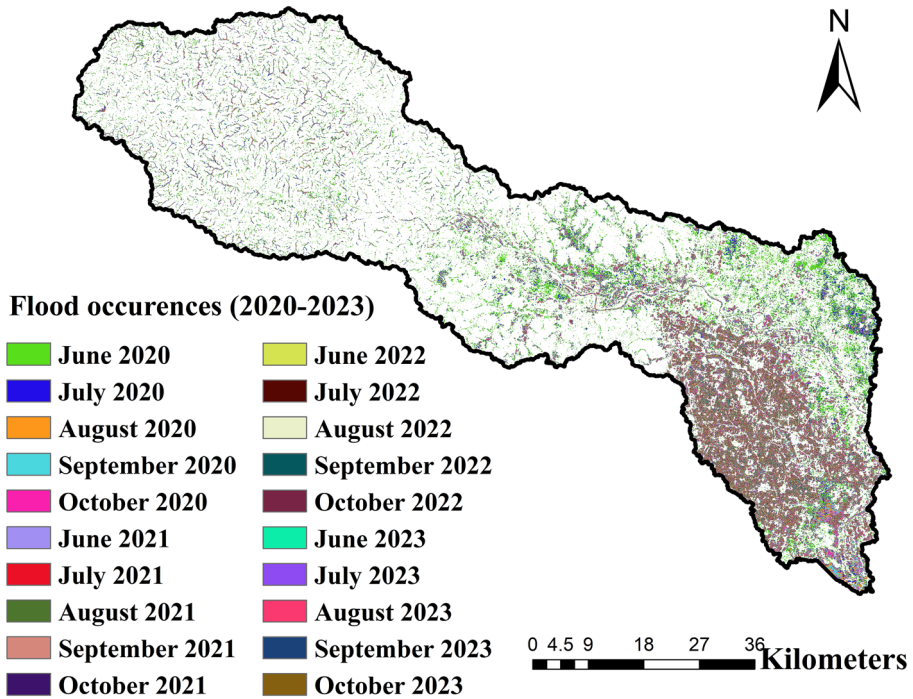 N
Flood occurences (2020-2023)
June 2020
July 2020
August 2020
September 2020
October 2020
June 2021
July 2021
August 2021
September 2021
October 2021
June 2022
July 2022
August 2022
September 2022
October 2022
June 2023
July 2023
August 2023
September 2023
October 2023
0 4.5 9 18 27 36
Kilometers